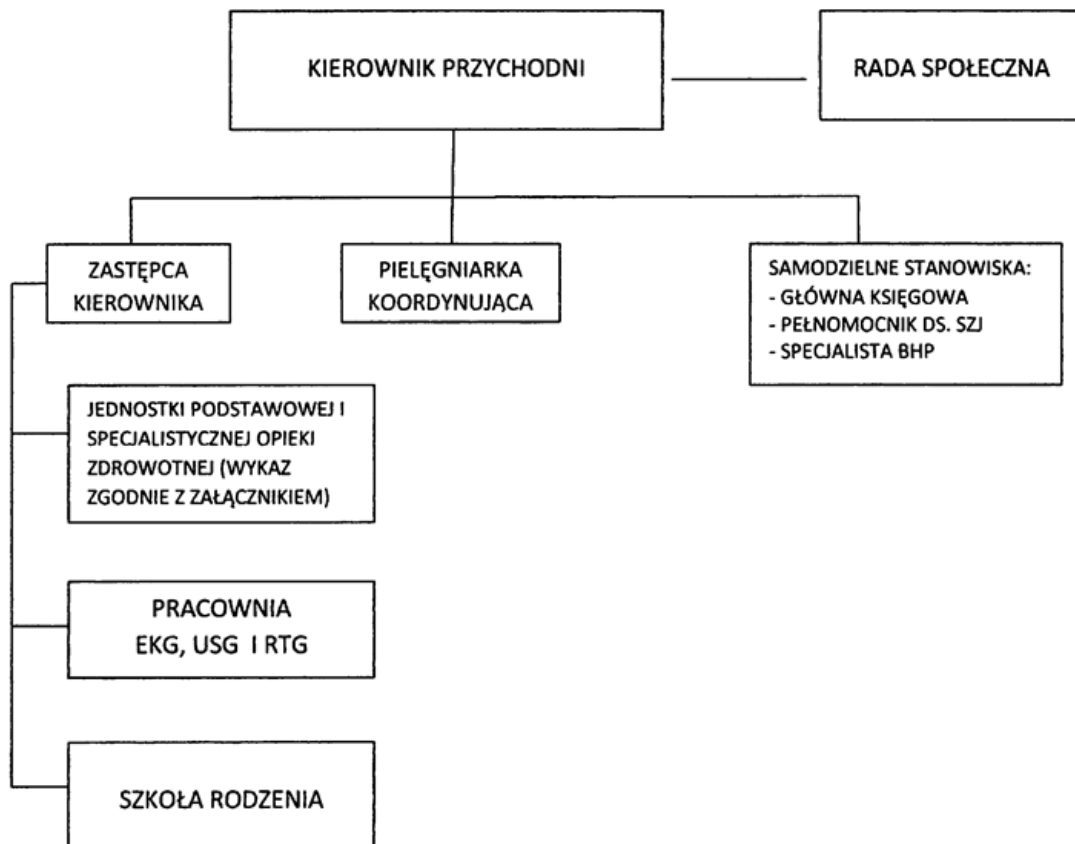 KIEROWNIK PRZYCHODNI
RADA SPOŁECZNA
ZASTĘPCA
KIEROWNIKA
PIELĘGNIARKA
KOORDYNUJĄCA
SAMODZIELNE STANOWISKA:
- GŁÓWNA KSIĘGOWA
- PEŁNOMOCNIK DS. SZJ
- SPECJALISTA BHP
JEDNOSTKI PODSTAWOWEJ I
SPECJALISTYCZNEJ OPIEKI
ZDROWOTNEJ (WYKAZ
ZGODNIE Z ZAŁĄCZNIKIEM)
PRACOWNIA
EKG, USG I RTG
SZKOŁA RODZENIA